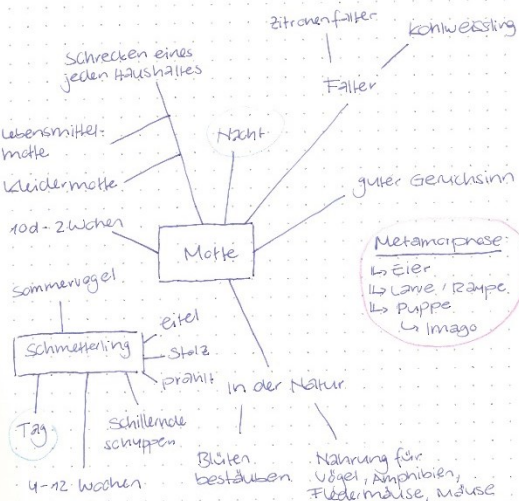 Zitronenfalter
Kohlweissling
Schrecken eines
jeden Haushaltes
Falter
Lebensmittel-
motte
Nacht
Kleidermotte
guter Geruchsinn
10d - 2 Wochen
Motte
Metamorphose
↳ Eier
↳ Larve / Raupe
↳ Puppe
↳ Imago
Sommervogel
eitel
Schmetterling
stolz
prahlt
in der Natur
Tag
Schillernde
schuppen
4-12 Wochen
Blüten
bestäuben
Nahrung für
Vögel, Amphibien,
Fledermäuse, Mäuse